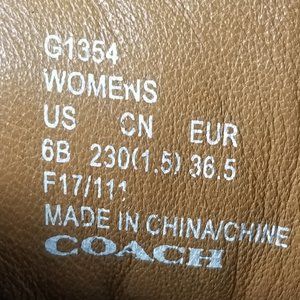 G1354
WOMENS
US CN EUR
6B 230(1.5) 36.5
F17/111
MADE IN CHINA/CHINE
COACH